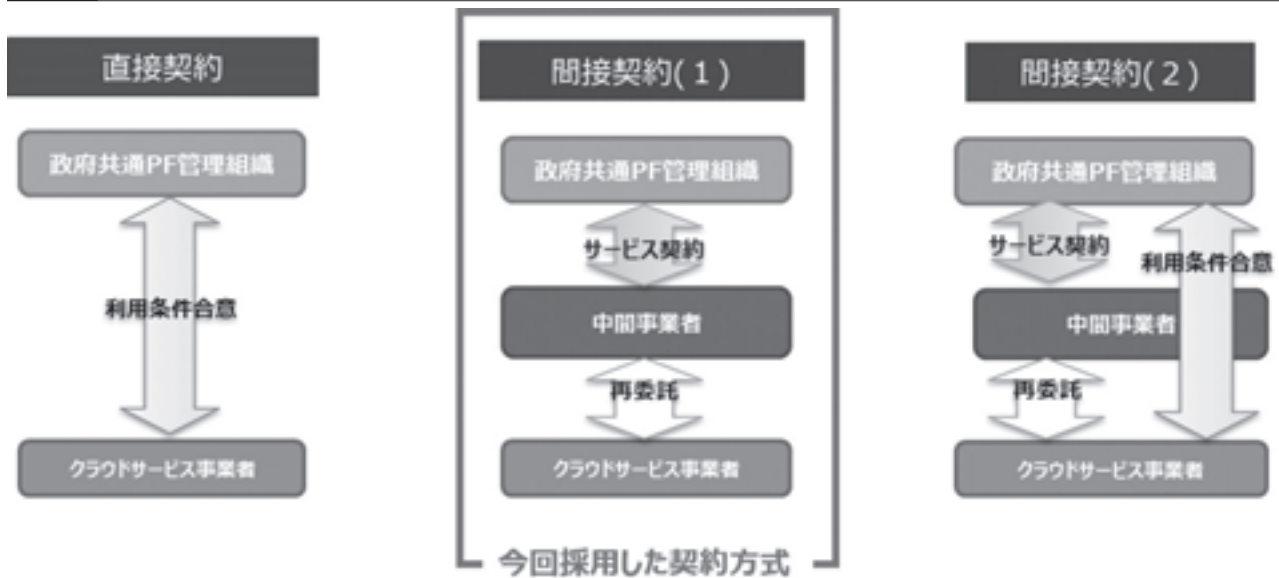 直接契約
政府共通PF管理組織
利用条件合意
クラウドサービス事業者
間接契約(1)
政府共通PF管理組織
サービス契約
中間事業者
再委託
クラウドサービス事業者
今回採用した契約方式
間接契約(2)
政府共通PF管理組織
サービス契約
利用条件合意
中間事業者
再委託
クラウドサービス事業者